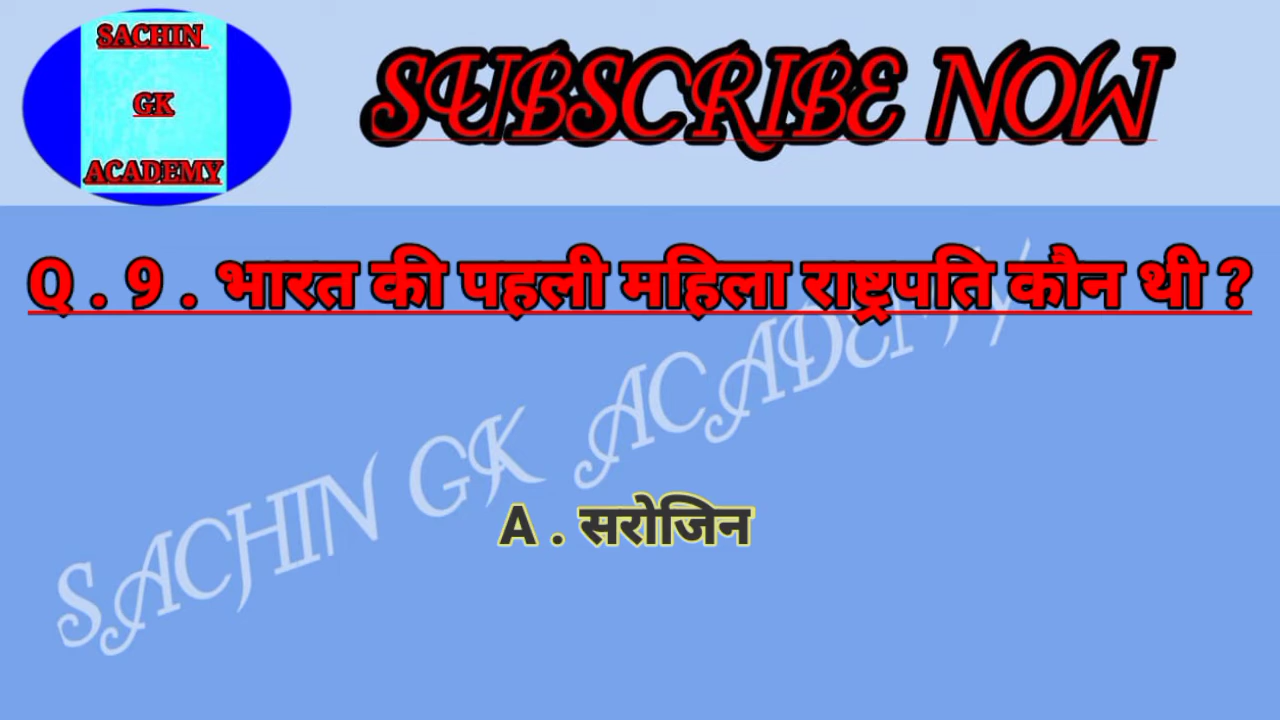 SACHIN
GK
ACADEMY
SUBSCRIBE NOW
Q . 9 . भारत की पहली महिला राष्ट्रपति कौन थी ?
SACHIN GK ACADEMY
A . सरोजिन